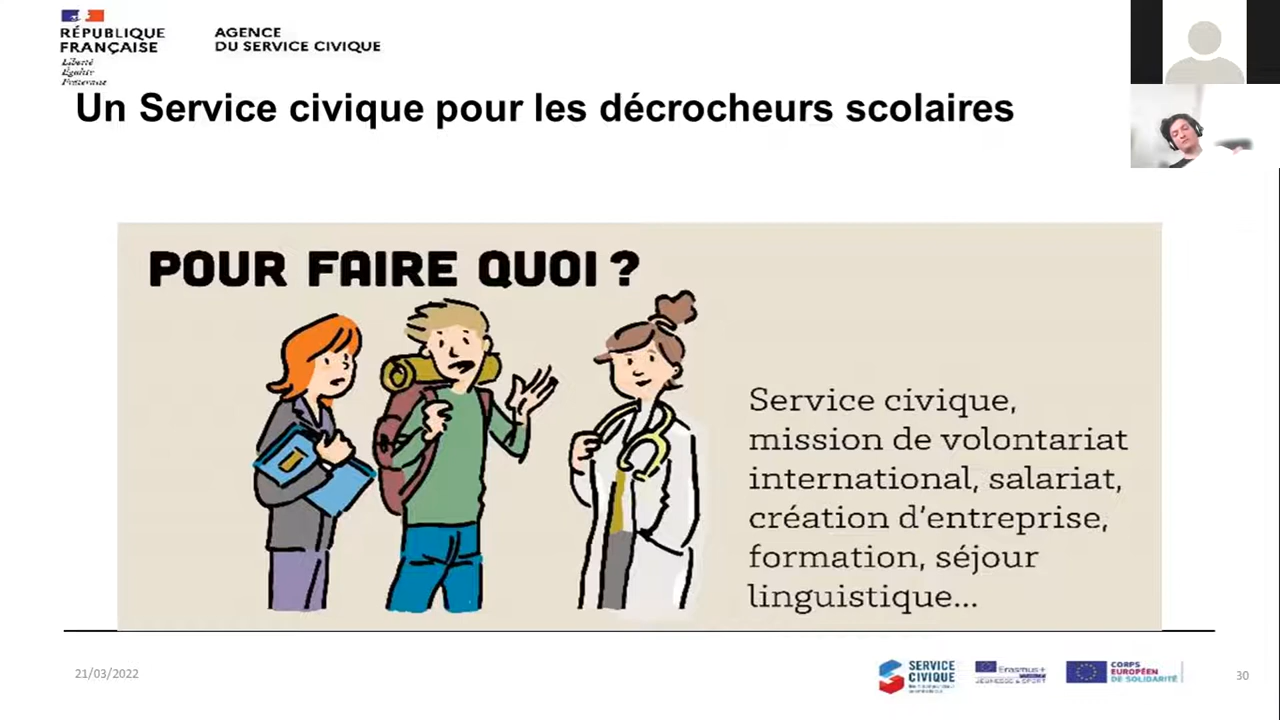 RÉPUBLIQUE
FRANÇAISE
Liberté
Égalité
Fraternité
AGENCE
DU SERVICE CIVIQUE
Un Service civique pour les décrocheurs scolaires
POUR FAIRE QUOI ?
Service civique,
mission de volontariat
international, salariat,
création d'entreprise,
formation, séjour
linguistique...
21/03/2022
SERVICE
CIVIQUE
Erasmus+
JEUNESSE & SPORT
CORPS
EUROPÉEN
DE SOLIDARITÉ
30